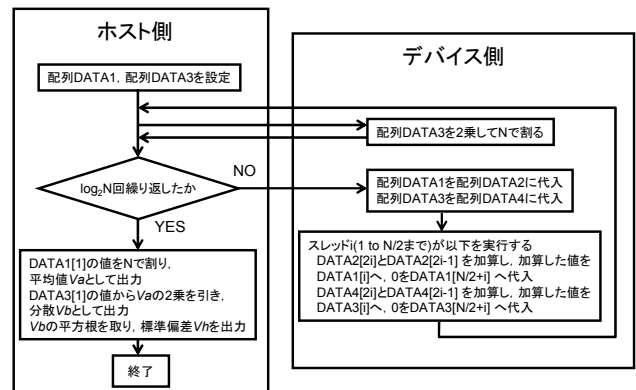 ホスト側
配列DATA1，配列DATA3を設定
log2N回繰り返したか
NO
YES
DATA1[1]の値をNで割り，
平均値Vaとして出力
DATA3[1]の値からVaの2乗を引き，
分散Vbとして出力
Vbの平方根を取り，標準偏差Vhを出力
終了
デバイス側
配列DATA3を2乗してNで割る
配列DATA1を配列DATA2に代入
配列DATA3を配列DATA4に代入
スレッドi(1 to N/2まで)が以下を実行する
DATA2[2i]とDATA2[2i-1] を加算し，加算した値を
DATA1[i]へ，0をDATA1[N/2+i] へ代入
DATA4[2i]とDATA4[2i-1] を加算し，加算した値を
DATA3[i]へ，0をDATA3[N/2+i] へ代入